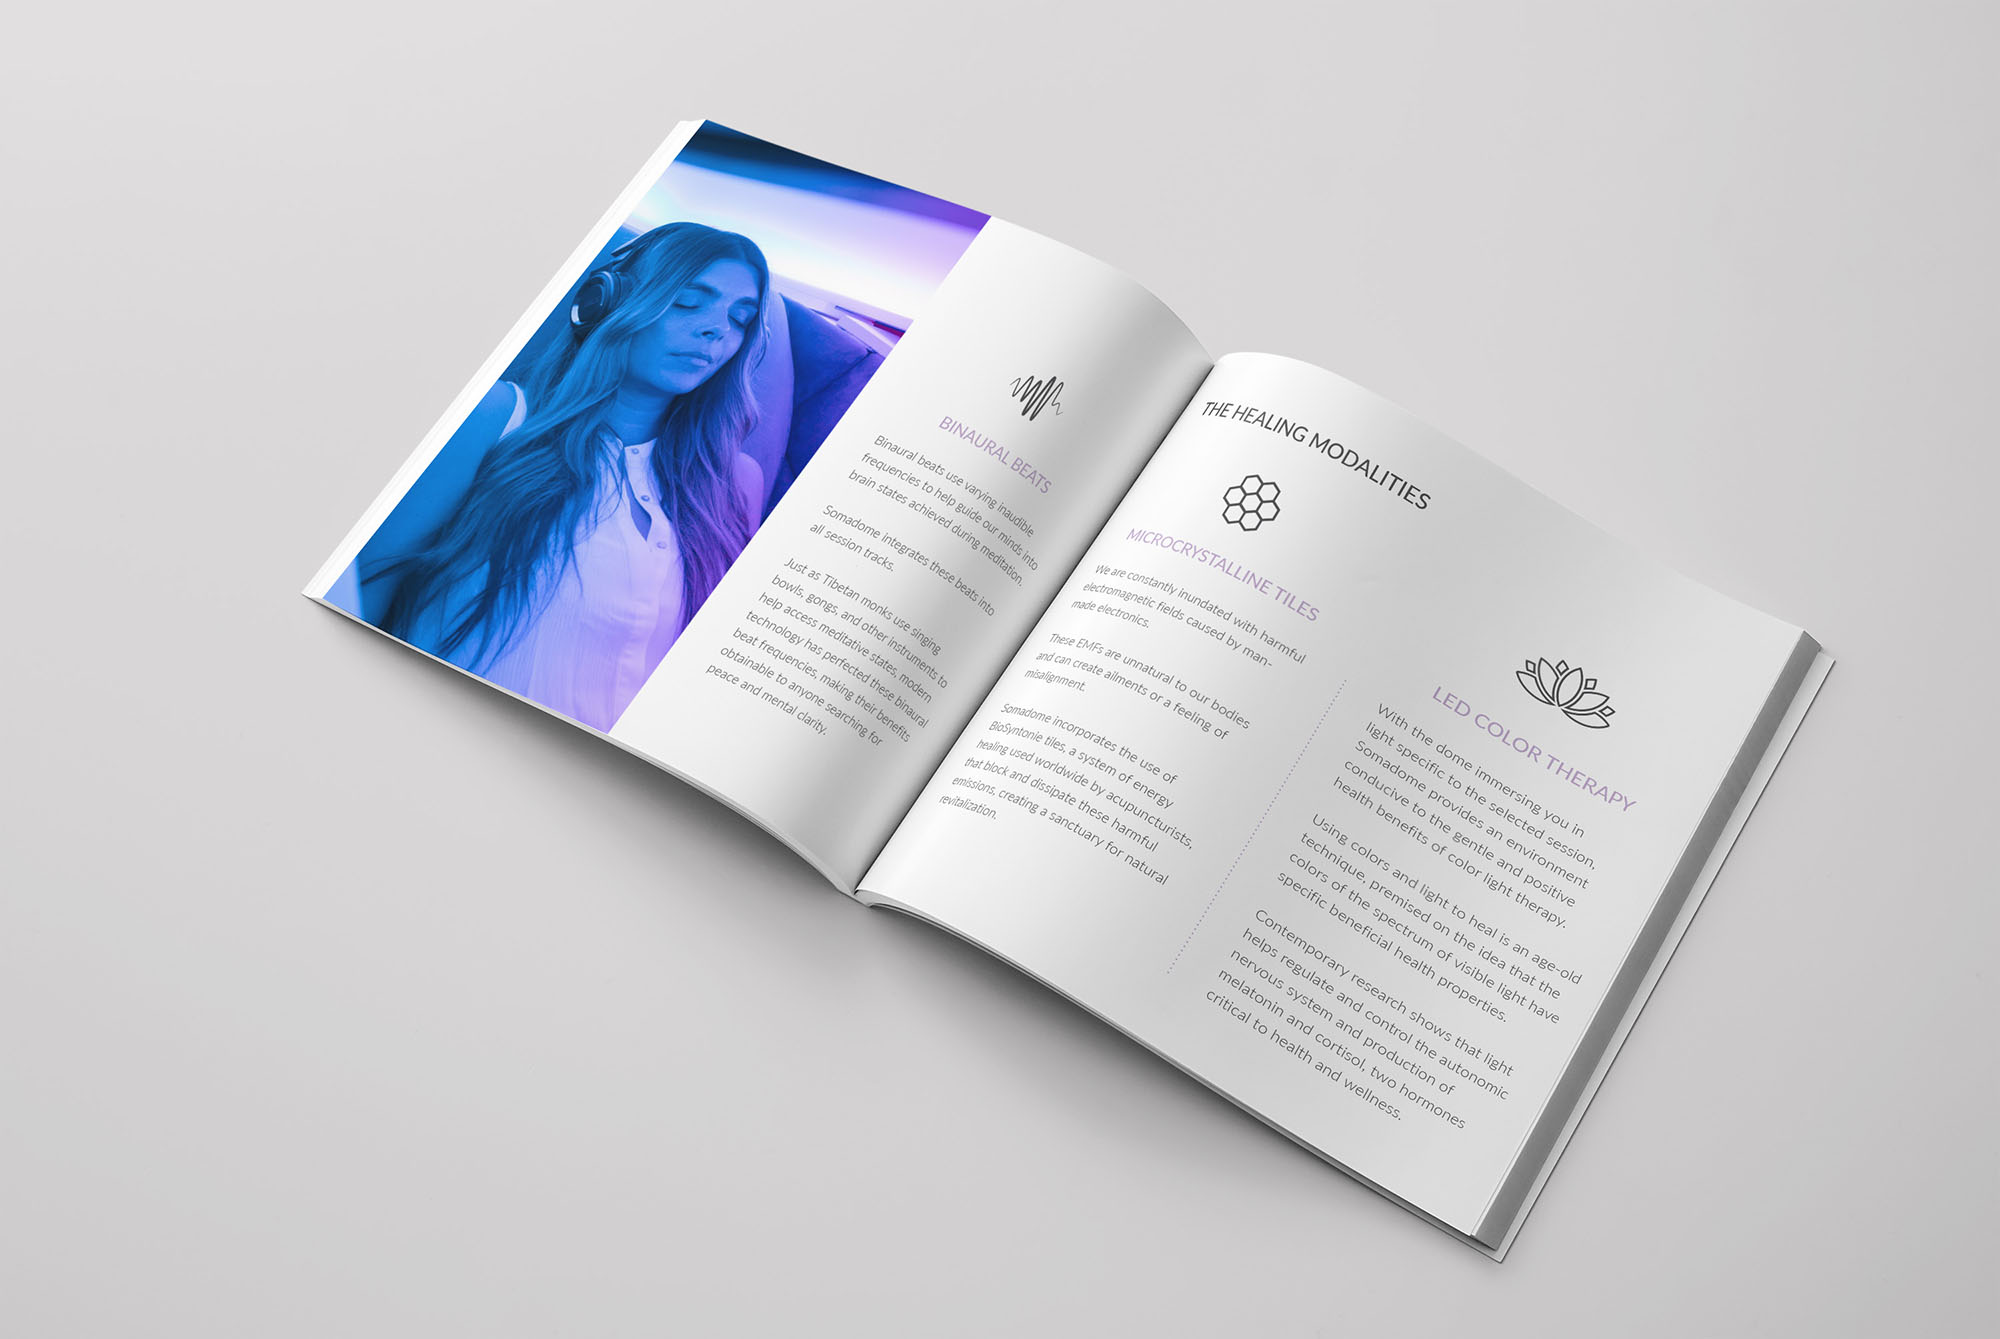 BINAURAL BEATS
Binaural beats use varying inaudible
frequencies to help guide our minds into
brain states achieved during meditation.
Somadome integrates these beats into
all session tracks.
Just as Tibetan monks use singing
bowls, gongs, and other instruments to
help access meditative states, modern
technology has perfected these binaural
beat frequencies, making their benefits
obtainable to anyone searching for
peace and mental clarity.
THE HEALING MODALITIES
MICROCRYSTALLINE TILES
We are constantly inundated with harmful
electromagnetic fields caused by man-
made electronics.
These EMFs are unnatural to our bodies
and can create ailments or a feeling of
misalignment.
Somadome incorporates the use of
BioSyntonie tiles, a system of energy
healing used worldwide by acupuncturists,
that block and dissipate these harmful
emissions, creating a sanctuary for natural
revitalization.
LED COLOR THERAPY
With the dome immersing you in
light specific to the selected session,
Somadome provides an environment
conducive to the gentle and positive
health benefits of color light therapy.
Using colors and light to heal is an age-old
technique, premised on the idea that the
colors of the spectrum of visible light have
specific beneficial health properties.
Contemporary research shows that light
helps regulate and control the autonomic
nervous system and production of
melatonin and cortisol, two hormones
critical to health and wellness.